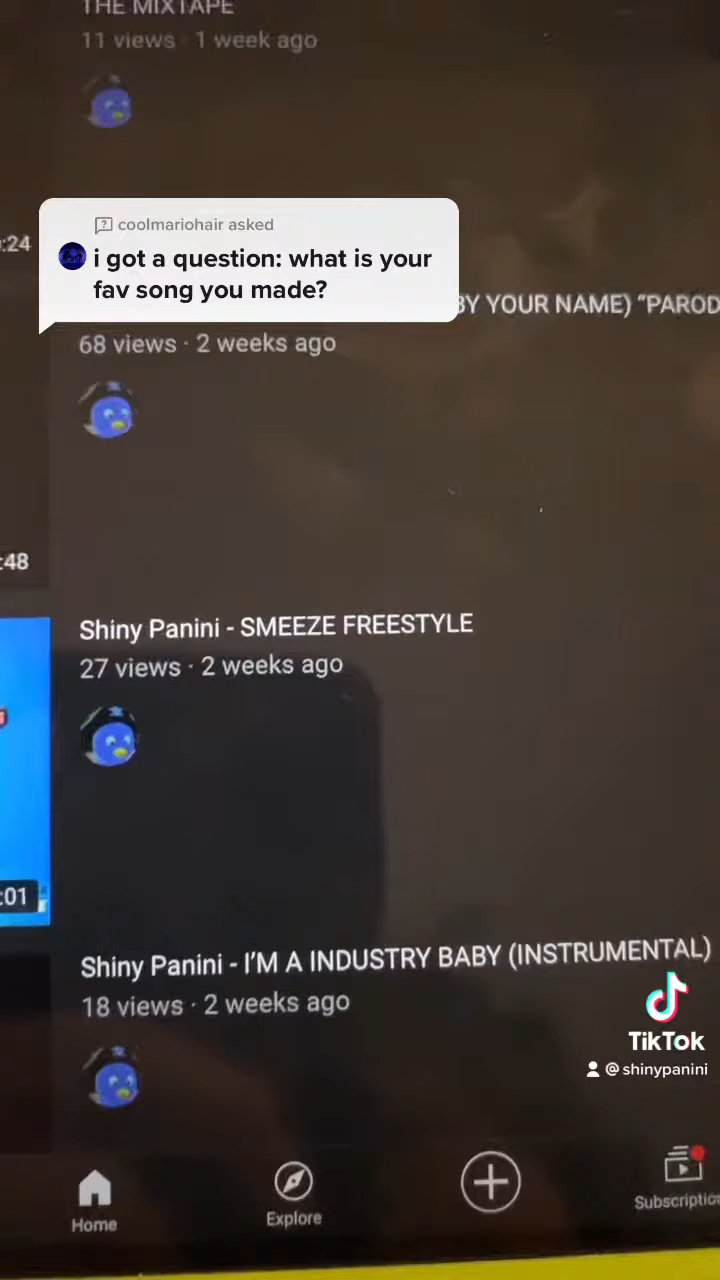 THE MIXTAPE
11 views · 1 week ago
:24
coolmariohair asked
i got a question: what is your
fav song you made?
BY YOUR NAME) “PAROD
68 views · 2 weeks ago
:48
Shiny Panini - SMEEZE FREESTYLE
27 views · 2 weeks ago
:01
Shiny Panini - I'M A INDUSTRY BABY (INSTRUMENTAL)
18 views · 2 weeks ago
TikTok
@shinypanini
Home
Explore
Subscriptio